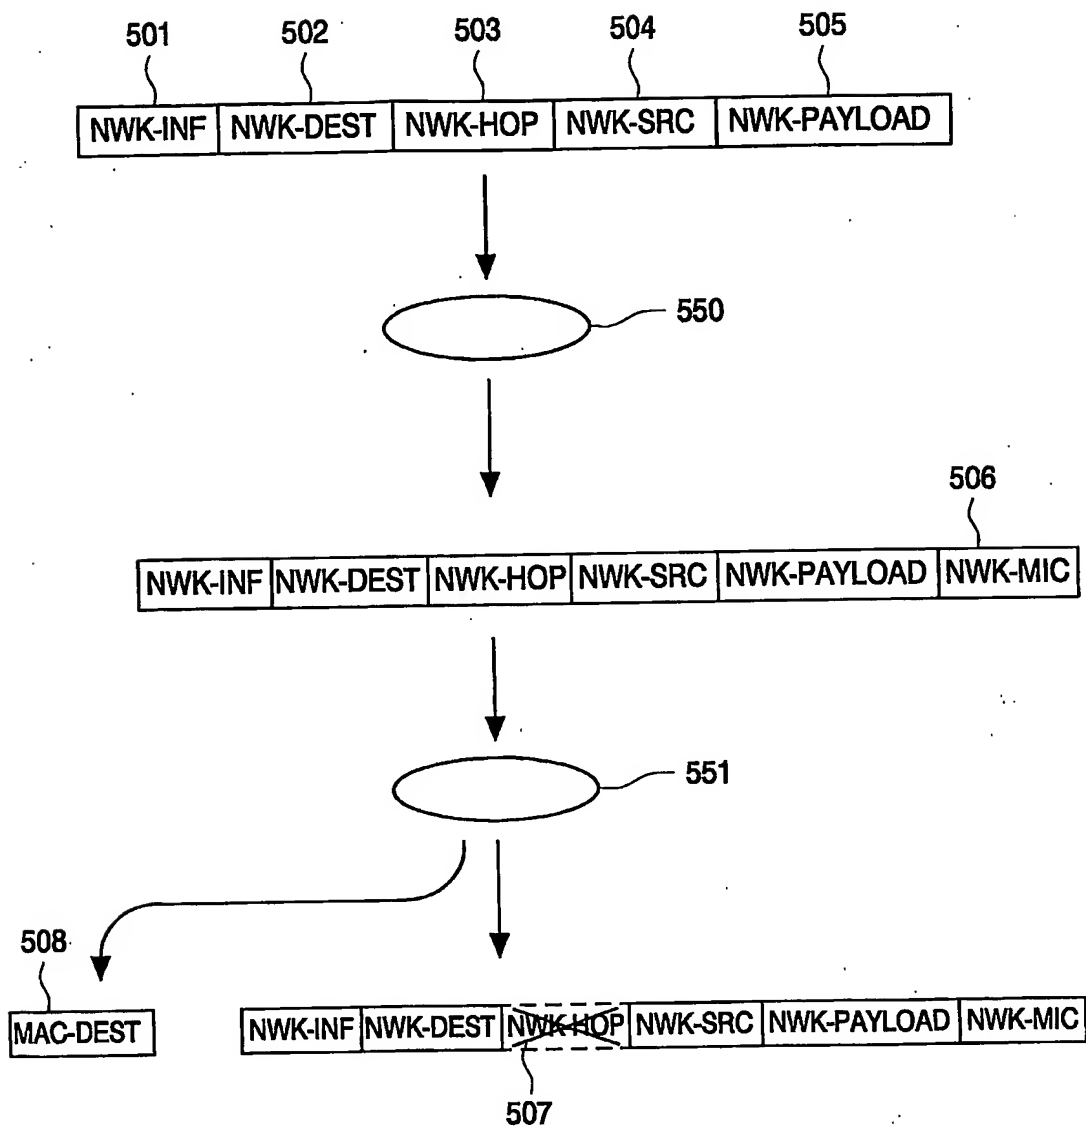 501 502 503 504 505
NWK-INF NWK-DEST NWK-HOP NWK-SRC NWK-PAYLOAD
550
506
NWK-INF NWK-DEST NWK-HOP NWK-SRC NWK-PAYLOAD NWK-MIC
551
508
MAC-DEST NWK-INF NWK-DEST NWK-HOP NWK-SRC NWK-PAYLOAD NWK-MIC
507